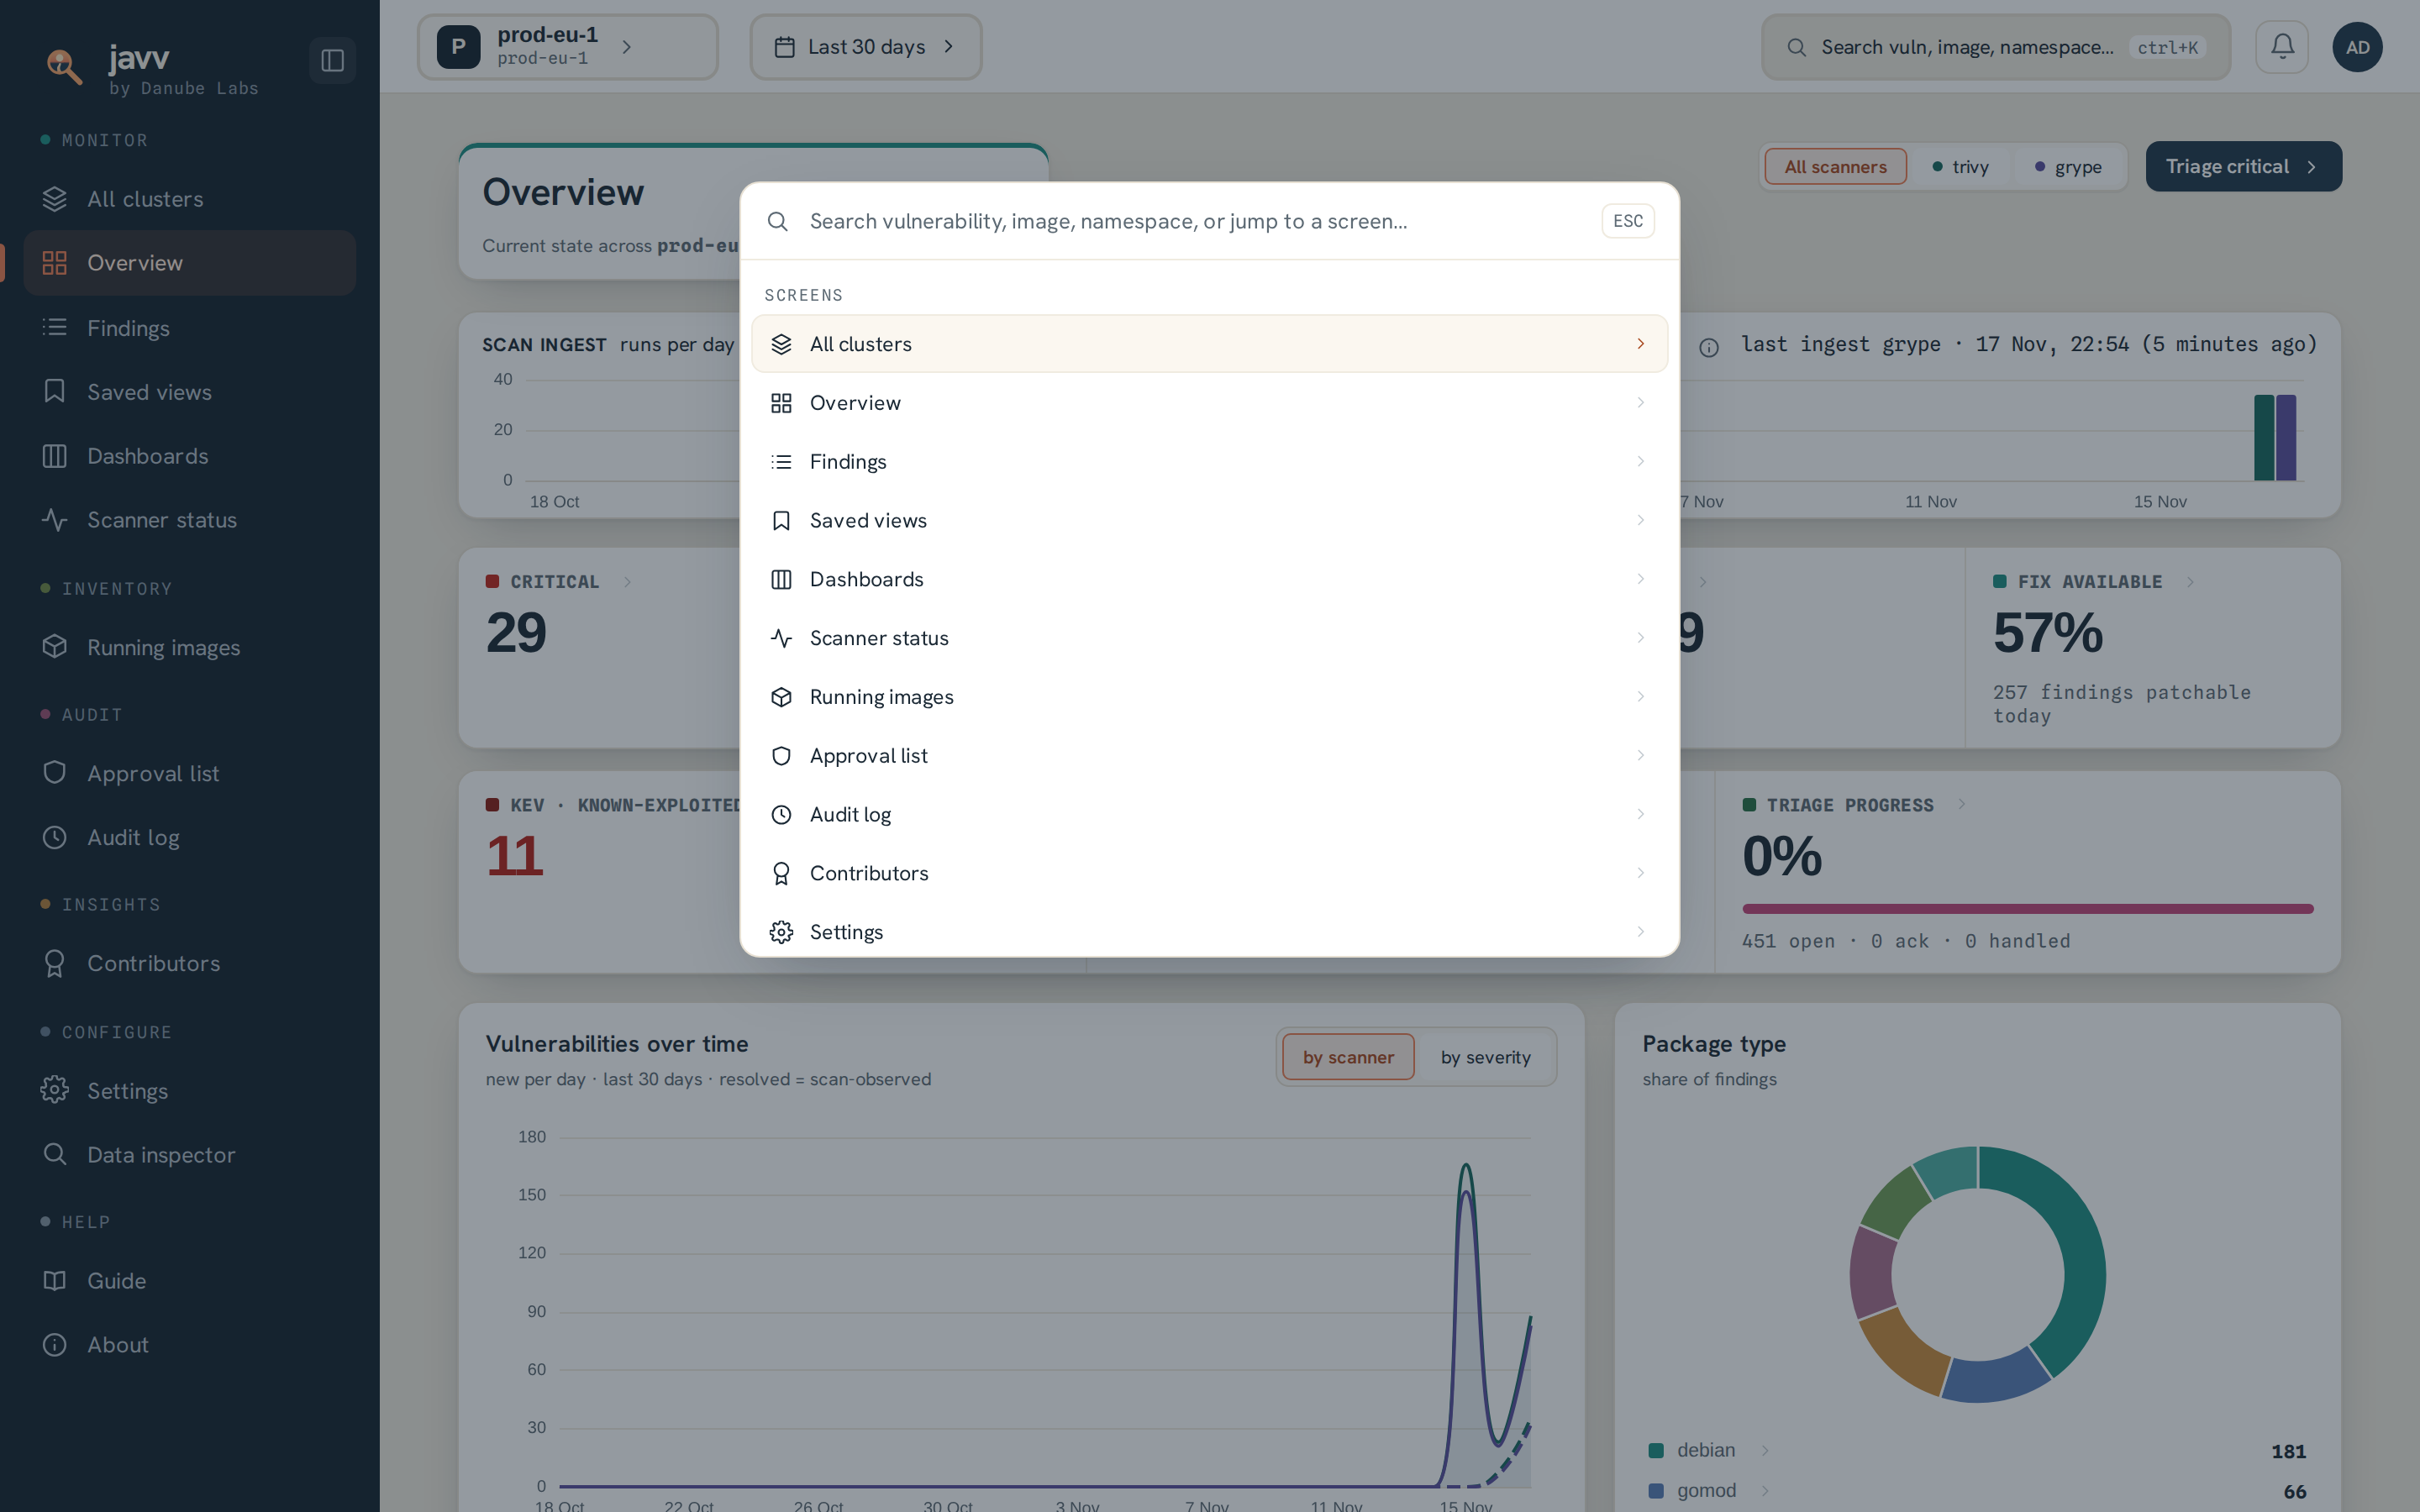 javv
by Danube Labs
MONITOR
All clusters
Overview
Findings
Saved views
Dashboards
Scanner status
INVENTORY
Running images
AUDIT
Approval list
Audit log
INSIGHTS
Contributors
CONFIGURE
Settings
Data inspector
HELP
Guide
About
P
prod-eu-1
prod-eu-1
Last 30 days
Search vuln, image, namespace...
ctrl+K
AD
Overview
Current state across prod-eu
All scanners
trivy
grype
Triage critical
Search vulnerability, image, namespace, or jump to a screen...
ESC
SCREENS
All clusters
Overview
Findings
Saved views
Dashboards
Scanner status
Running images
Approval list
Audit log
Contributors
Settings
SCAN INGEST runs per day
last ingest grype · 17 Nov, 22:54 (5 minutes ago)
40
20
0
18 Oct
7 Nov
11 Nov
15 Nov
CRITICAL
29
9
FIX AVAILABLE
57%
257 findings patchable
today
KEV · KNOWN-EXPLOITED
11
TRIAGE PROGRESS
0%
451 open · 0 ack · 0 handled
Vulnerabilities over time
new per day · last 30 days · resolved = scan-observed
by scanner
by severity
180
150
120
90
60
30
0
18 Oct
22 Oct
26 Oct
30 Oct
3 Nov
7 Nov
11 Nov
15 Nov
Package type
share of findings
debian
181
gomod
66